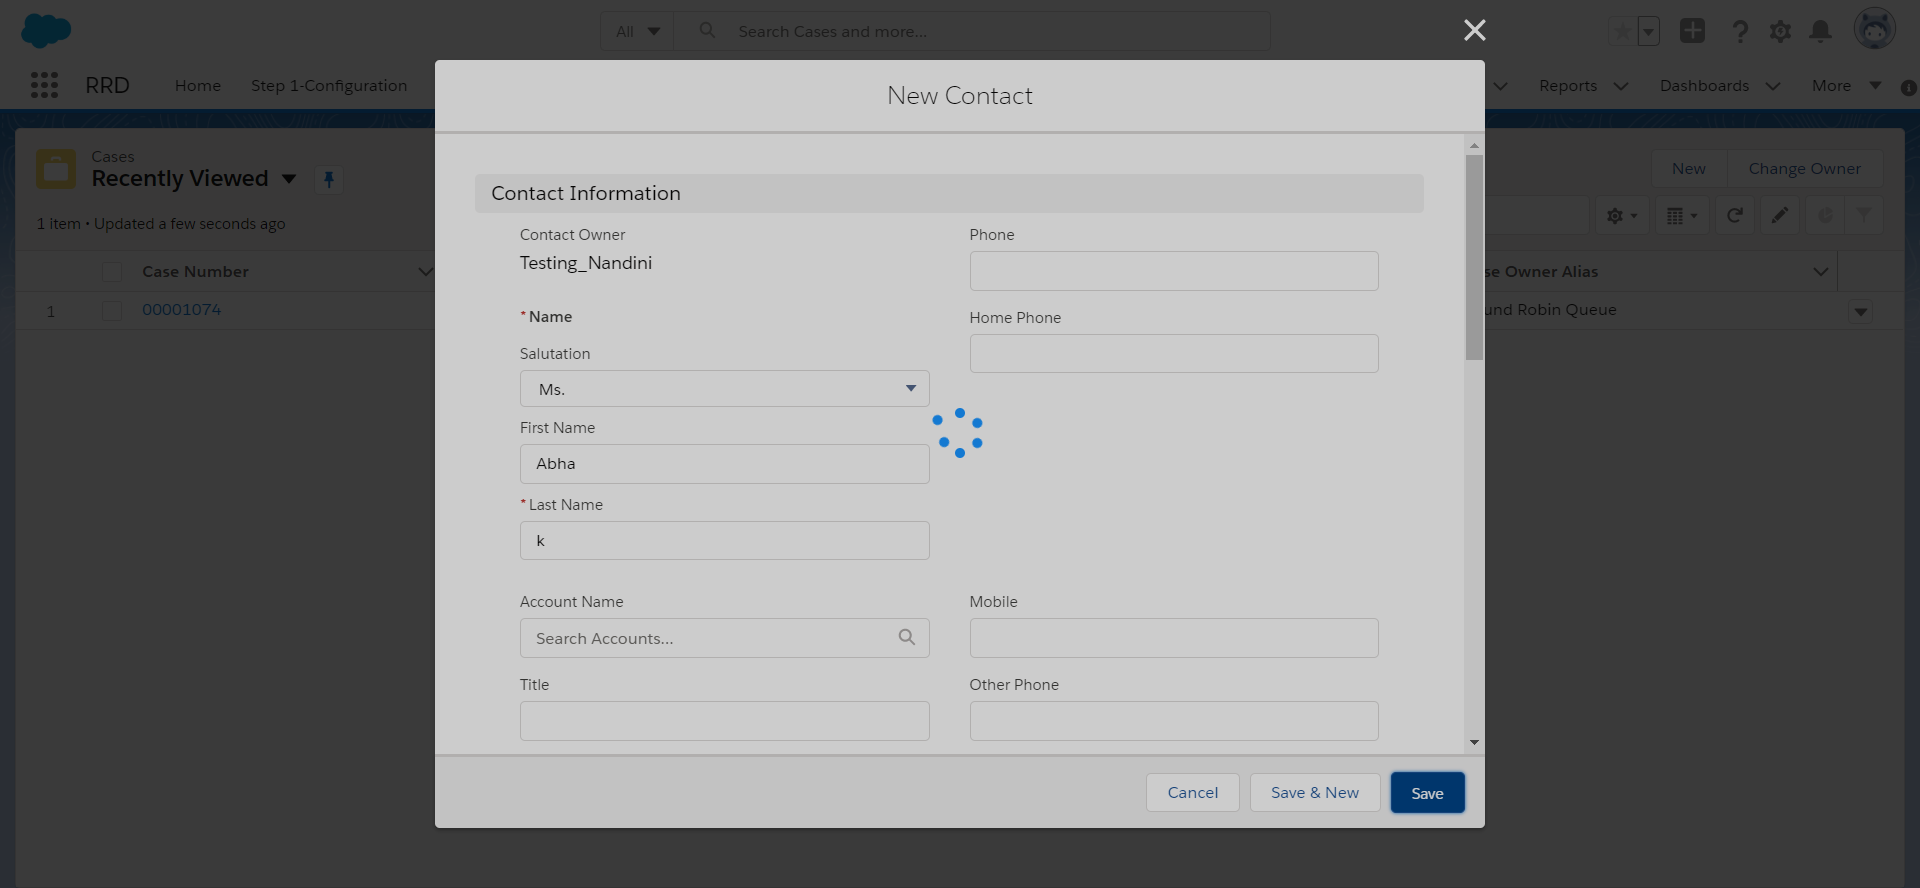 All
Search Cases and more...
RRD
Home
Step 1-Configuration
Reports
Dashboards
More
New Contact
Cases
Recently Viewed
1 item • Updated a few seconds ago
New
Change Owner
Case Number
se Owner Alias
1
00001074
und Robin Queue
Contact Information
Contact Owner
Testing_Nandini
Phone
* Name
Home Phone
Salutation
Ms.
First Name
Abha
* Last Name
k
Account Name
Search Accounts...
Mobile
Title
Other Phone
Cancel
Save & New
Save